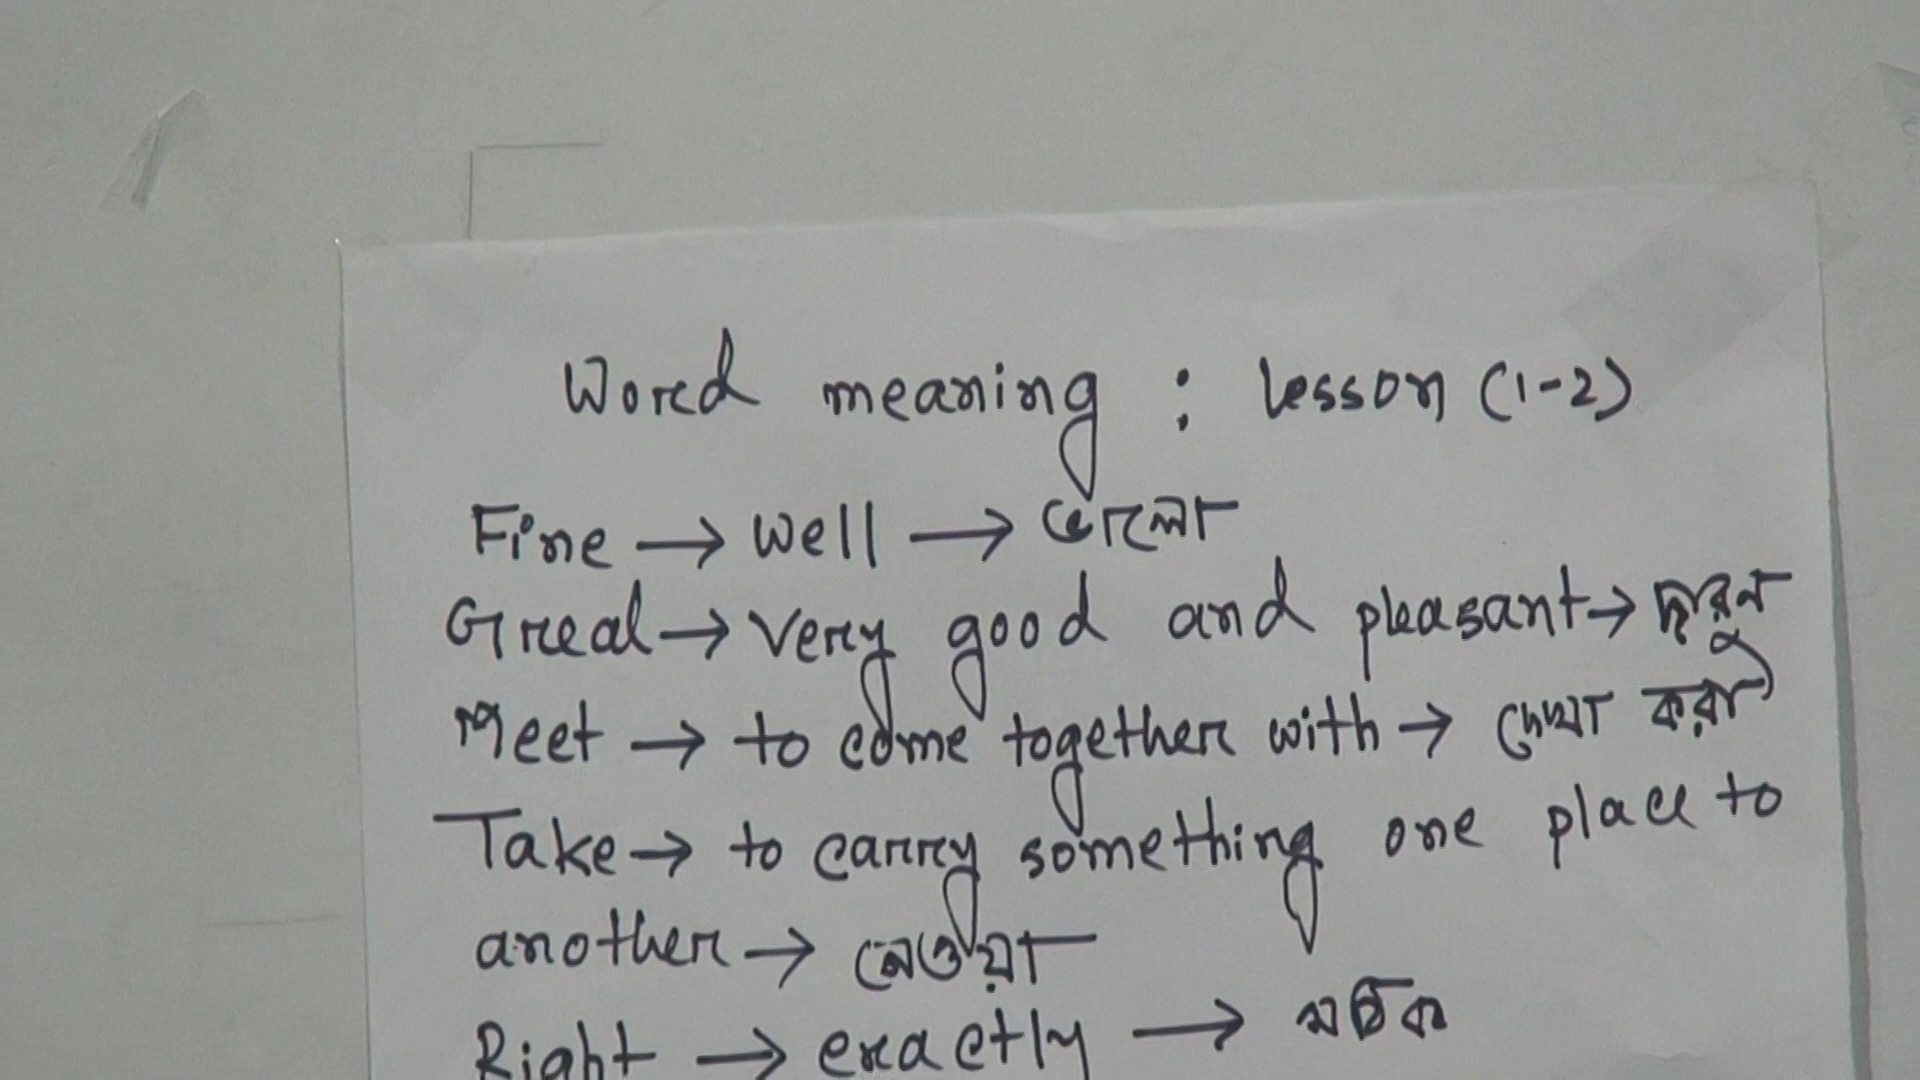 Word meaning : Lesson (1-2)
Fine → well → ভালো
Great → very good and pleasant → দারুন
Meet → to come together with → দেখা করা
Take → to carry something one place to
another → নেওয়া
Right → exactly → সঠিক